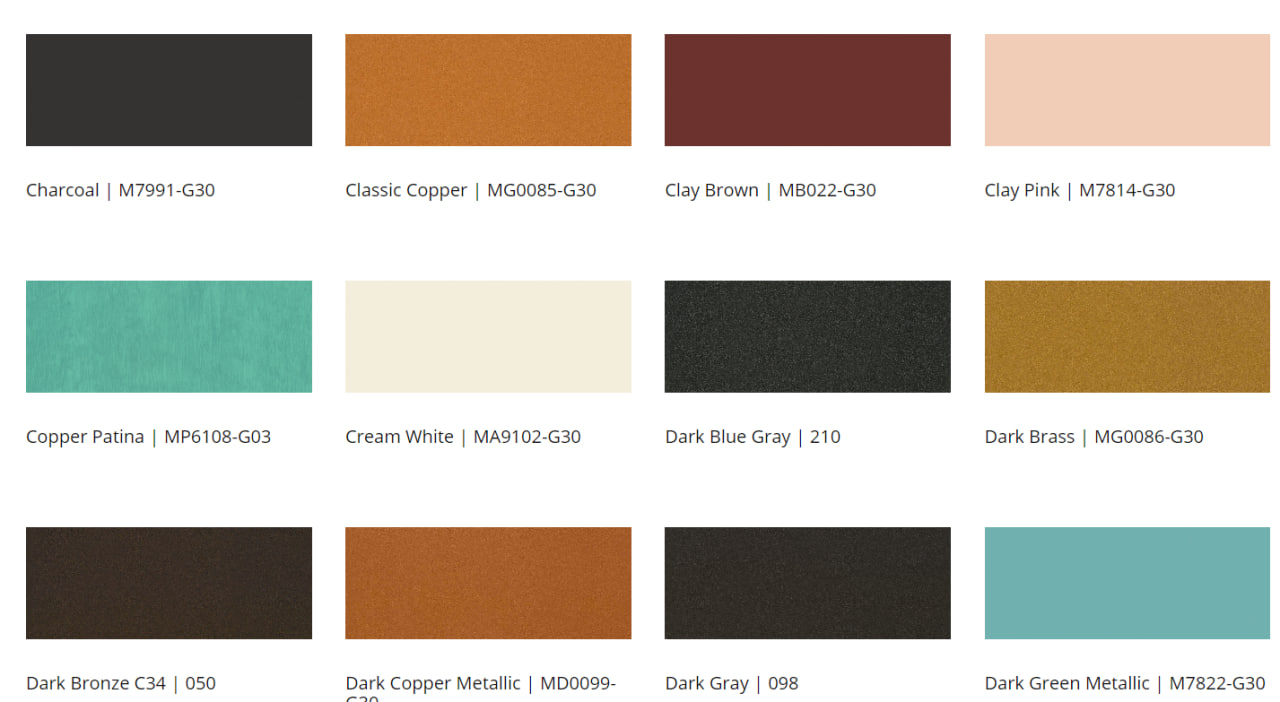 Charcoal | M7991-G30
Classic Copper | MG0085-G30
Clay Brown | MB022-G30
Clay Pink | M7814-G30
Copper Patina | MP6108-G03
Cream White | MA9102-G30
Dark Blue Gray | 210
Dark Brass | MG0086-G30
Dark Bronze C34 | 050
Dark Copper Metallic | MD0099-
G30
Dark Gray | 098
Dark Green Metallic | M7822-G30